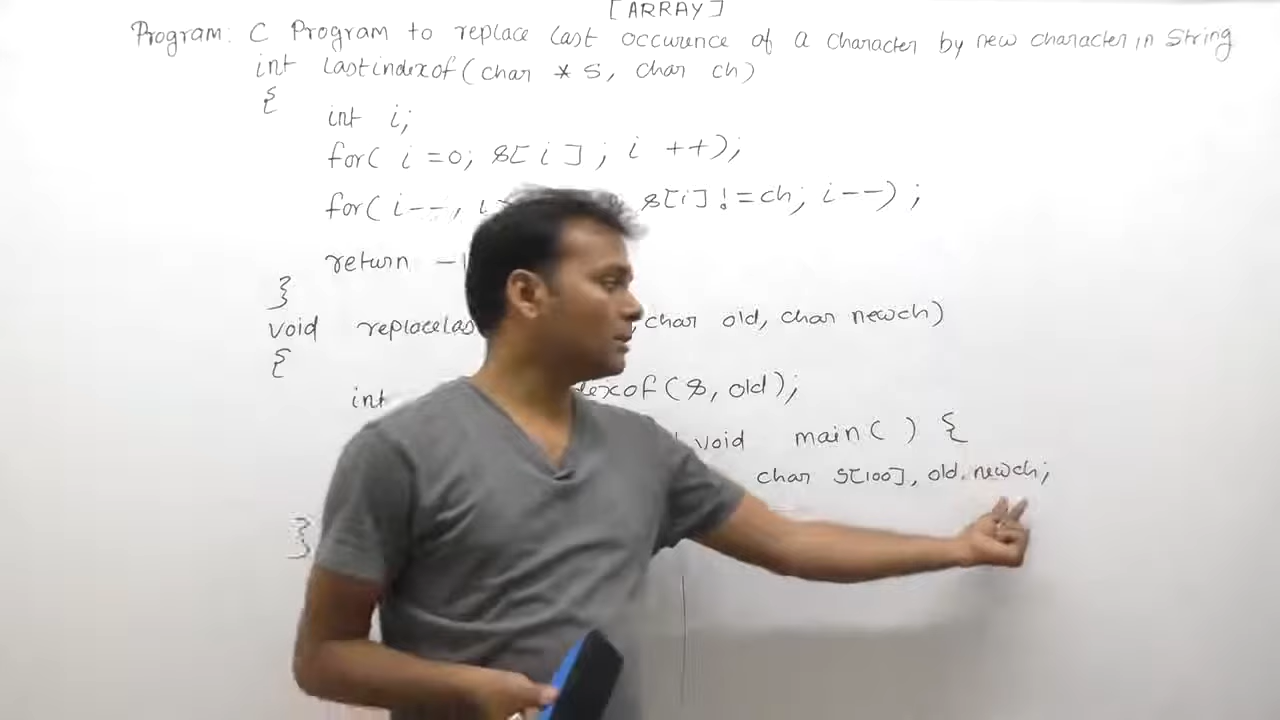 [ARRAY]
Program: C Program to replace last occurence of a character by new character in String
int lastindexof(char * s, char ch)
{
int i;
for( i =0; s[ i ] ; i ++);
for( i--, s[i] != ch; i--) ;
return
}
void char old, char newch)
{
int (s, old);
void main( ) {
char s[100], old, newch;
}